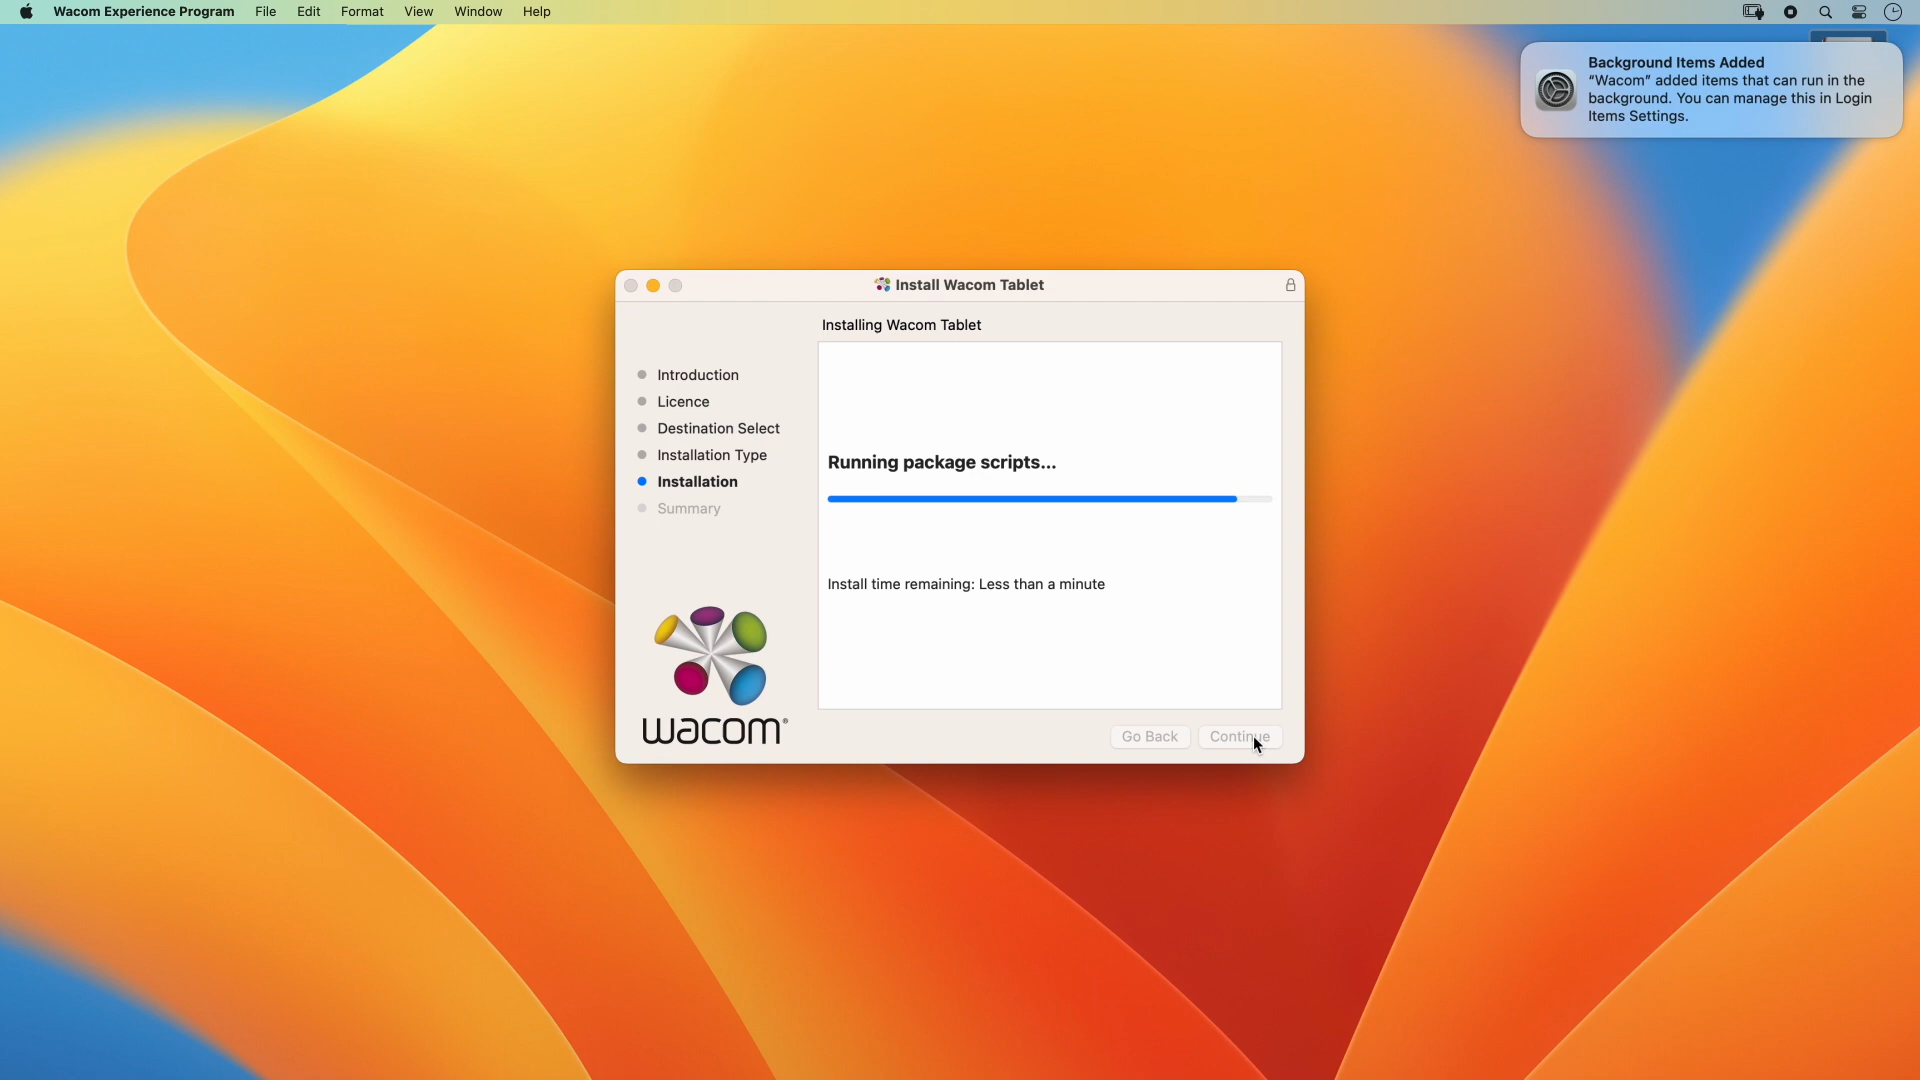 Wacom Experience Program File Edit Format View Window Help
Background Items Added
“Wacom” added items that can run in the
background. You can manage this in Login
Items Settings.
Install Wacom Tablet
Installing Wacom Tablet
Introduction
Licence
Destination Select
Installation Type
Installation
Summary
Running package scripts...
Install time remaining: Less than a minute
wacom®
Go Back Continue